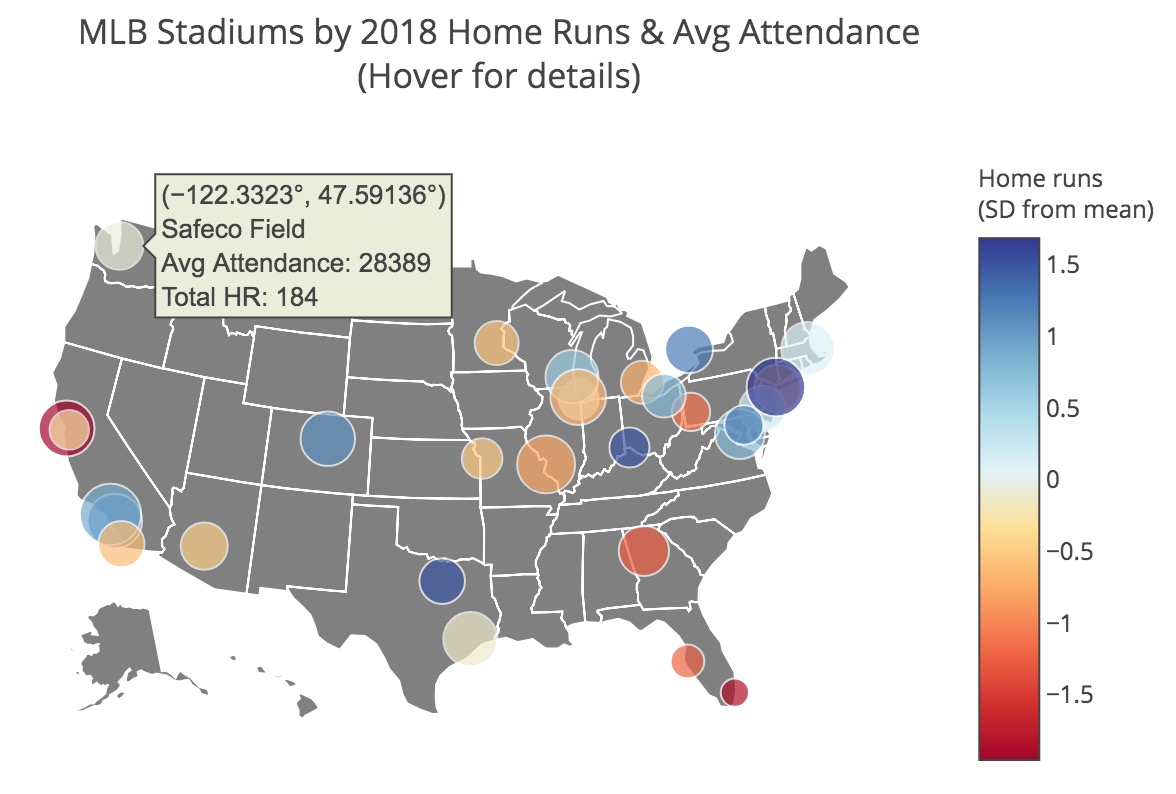 MLB Stadiums by 2018 Home Runs & Avg Attendance
(Hover for details)
(−122.3323°, 47.59136°)
Safeco Field
Avg Attendance: 28389
Total HR: 184
Home runs
(SD from mean)
1.5
1
0.5
0
−0.5
−1
−1.5